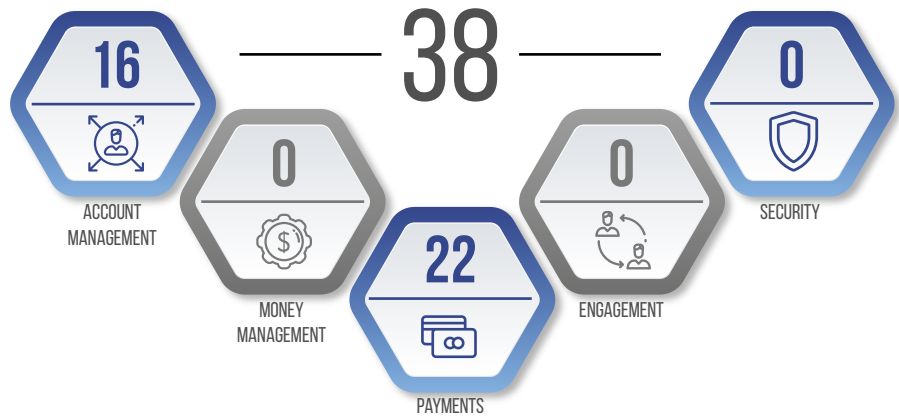 38
16
ACCOUNT
MANAGEMENT
0
$
MONEY
MANAGEMENT
22
PAYMENTS
0
ENGAGEMENT
0
SECURITY